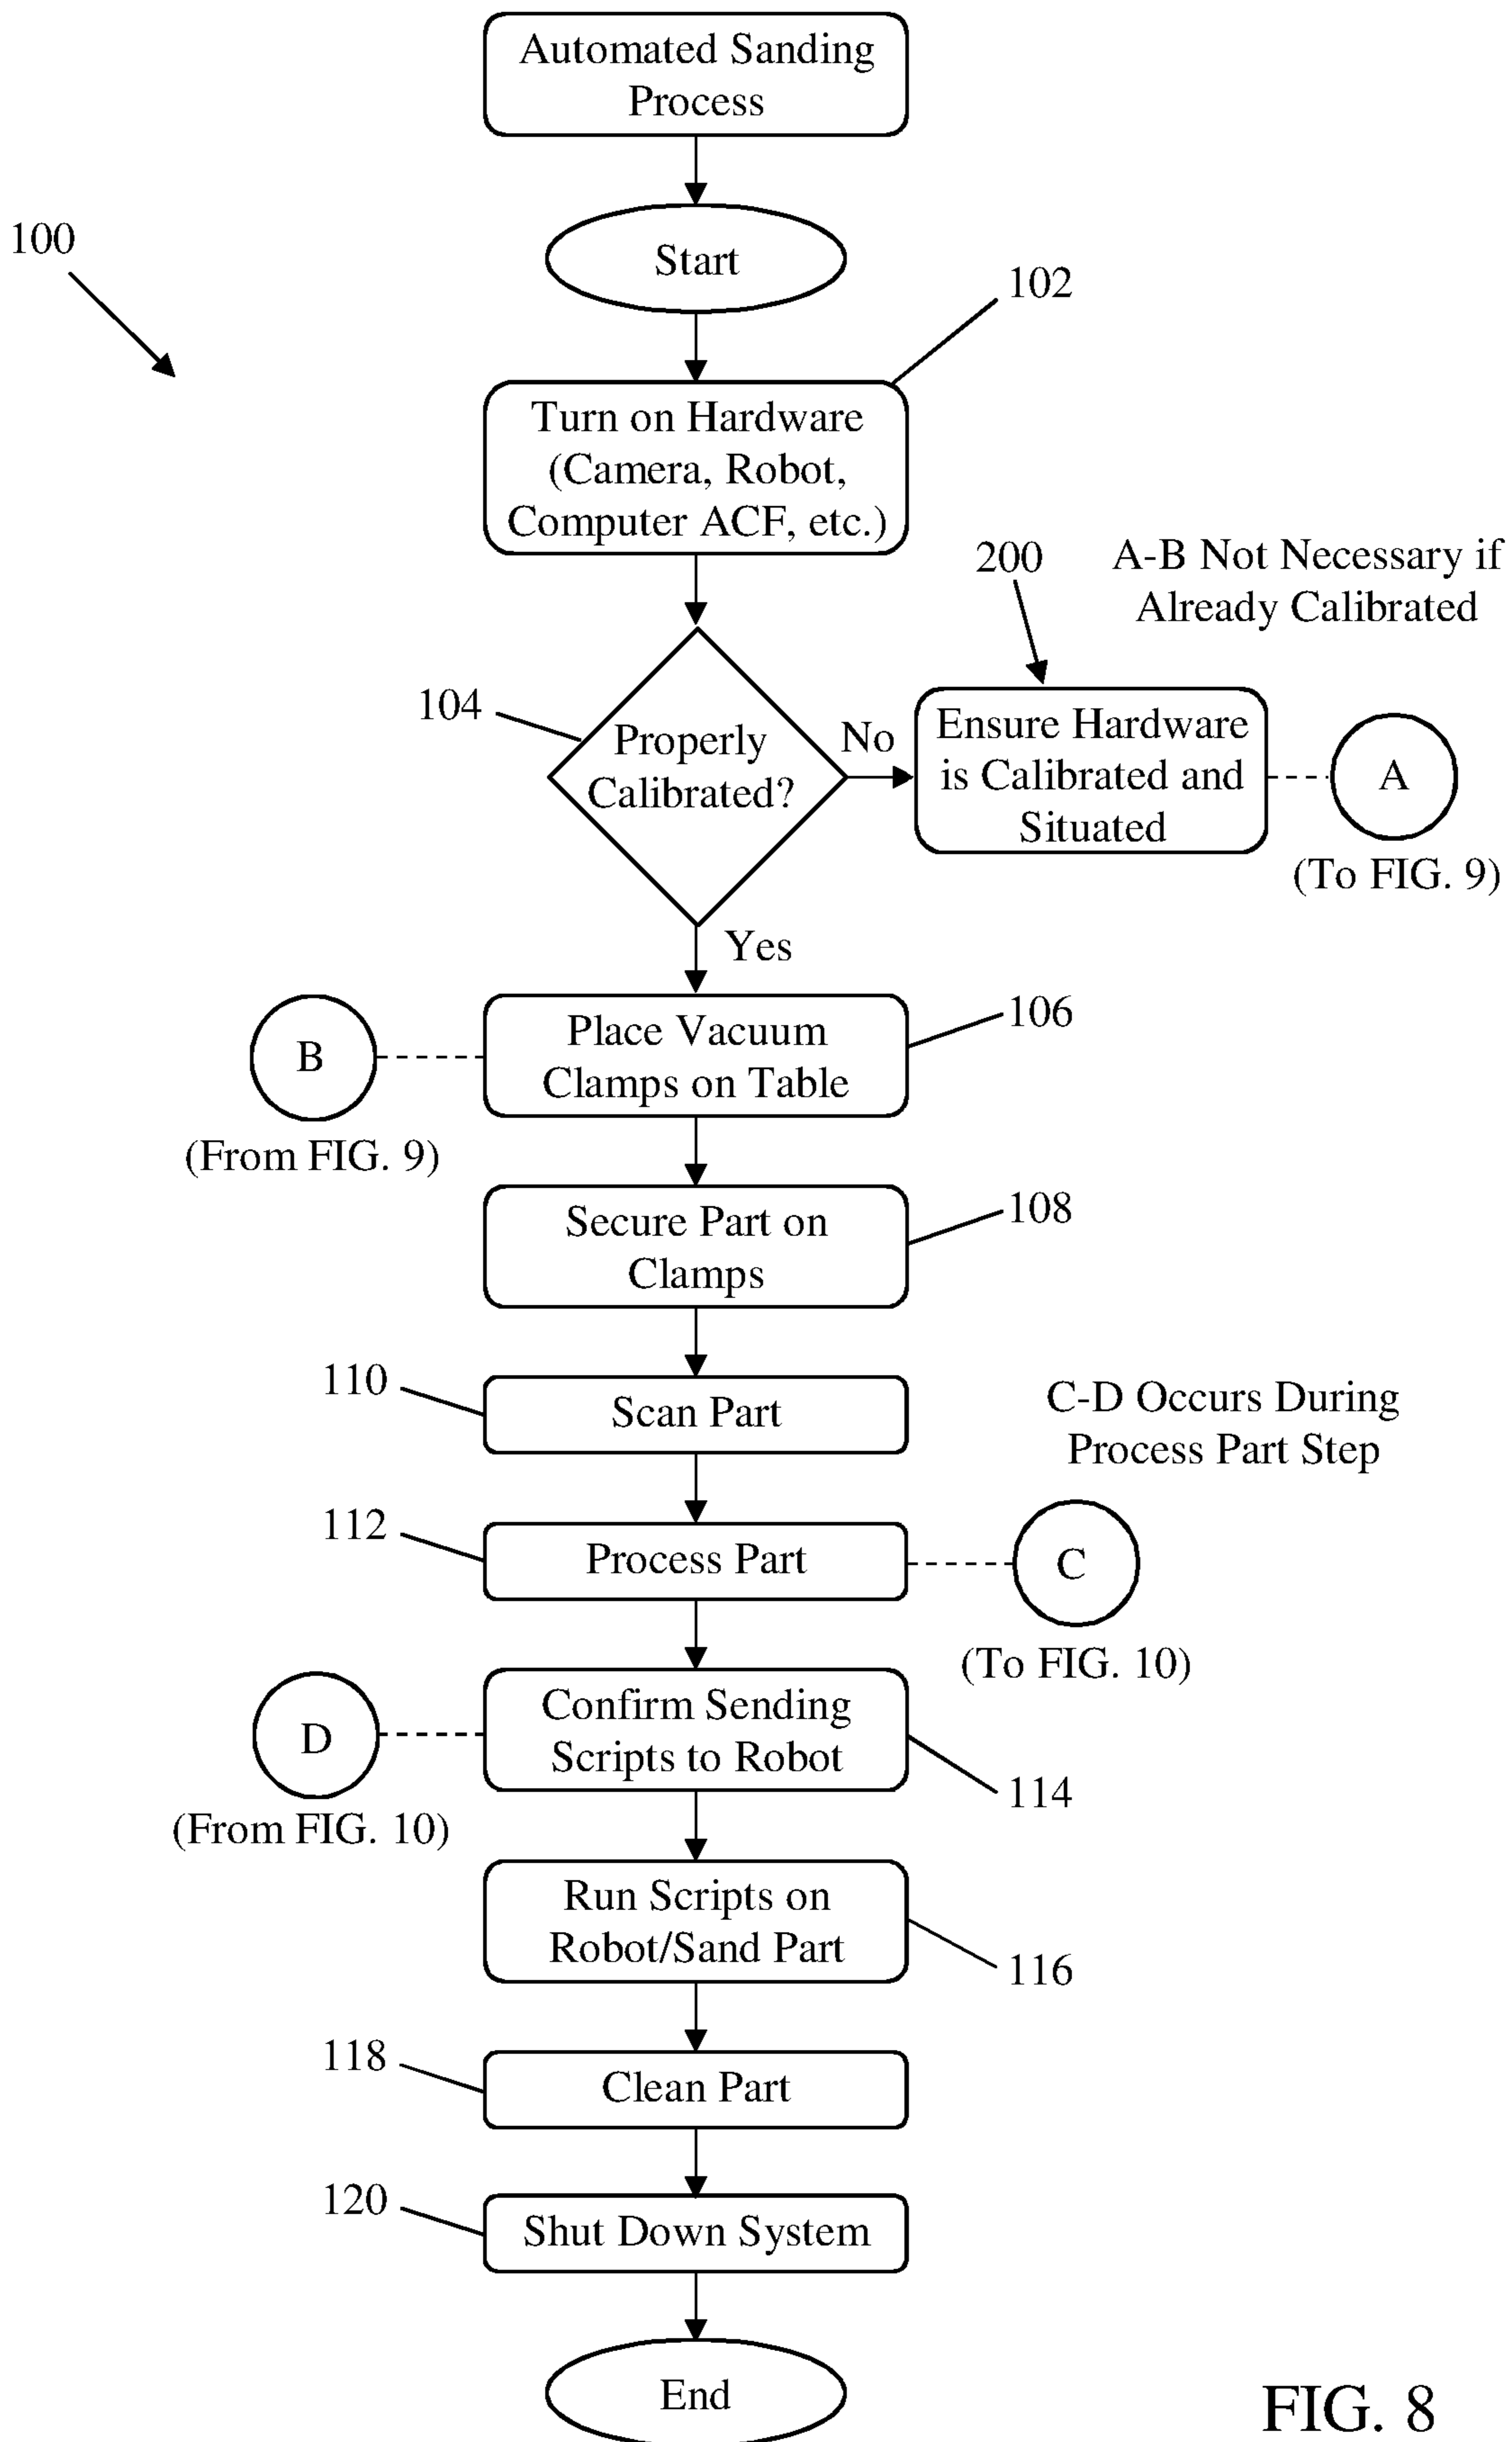 Automated Sanding
Process
100
Start
102
Turn on Hardware
(Camera, Robot,
Computer ACF, etc.)
200
A-B Not Necessary if
Already Calibrated
104
Properly
Calibrated?
No
Ensure Hardware
is Calibrated and
Situated
A
(To FIG. 9)
Yes
B
(From FIG. 9)
Place Vacuum
Clamps on Table
106
Secure Part on
Clamps
108
110
Scan Part
C-D Occurs During
Process Part Step
112
Process Part
C
(To FIG. 10)
D
(From FIG. 10)
Confirm Sending
Scripts to Robot
114
Run Scripts on
Robot/Sand Part
116
118
Clean Part
120
Shut Down System
End
FIG. 8